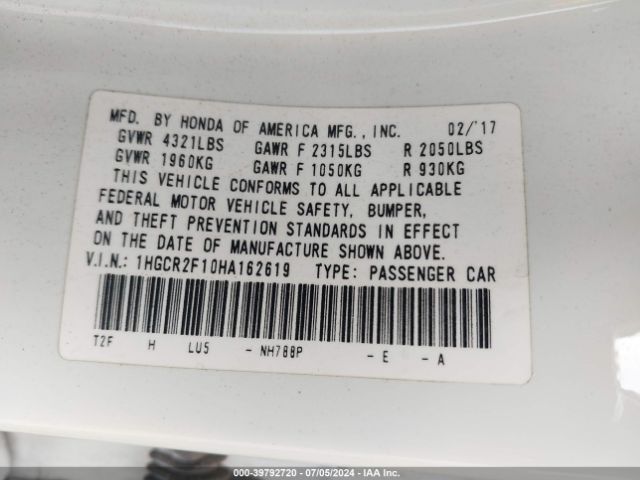 MFD. BY HONDA OF AMERICA MFG., INC. 02/'17
GVWR 4321LBS GAWR F 2315LBS R 2050LBS
GVWR 1960KG GAWR F 1050KG R 930KG
THIS VEHICLE CONFORMS TO ALL APPLICABLE
FEDERAL MOTOR VEHICLE SAFETY, BUMPER,
AND THEFT PREVENTION STANDARDS IN EFFECT
ON THE DATE OF MANUFACTURE SHOWN ABOVE.
V.I.N.: 1HGCR2F10HA162619 TYPE: PASSENGER CAR
T2F H LU5 - NH788P - E - A
000-39792720 - 07/05/2024 - IAA Inc.